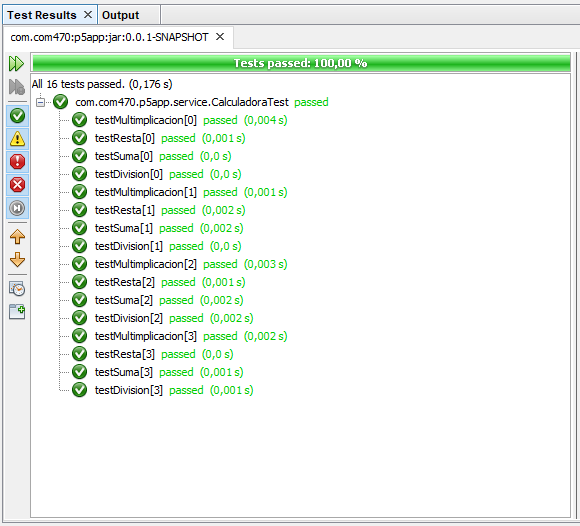 Test Results
Output
com.com470:p5app:jar:0.0.1-SNAPSHOT
Tests passed: 100,00 %
All 16 tests passed. (0,176 s)
com.com470.p5app.service.CalculadoraTest passed
testMultimplicacion[0] passed (0,004 s)
testResta[0] passed (0,001 s)
testSuma[0] passed (0,0 s)
testDivision[0] passed (0,0 s)
testMultimplicacion[1] passed (0,001 s)
testResta[1] passed (0,002 s)
testSuma[1] passed (0,002 s)
testDivision[1] passed (0,0 s)
testMultimplicacion[2] passed (0,003 s)
testResta[2] passed (0,001 s)
testSuma[2] passed (0,002 s)
testDivision[2] passed (0,002 s)
testMultimplicacion[3] passed (0,002 s)
testResta[3] passed (0,0 s)
testSuma[3] passed (0,001 s)
testDivision[3] passed (0,001 s)